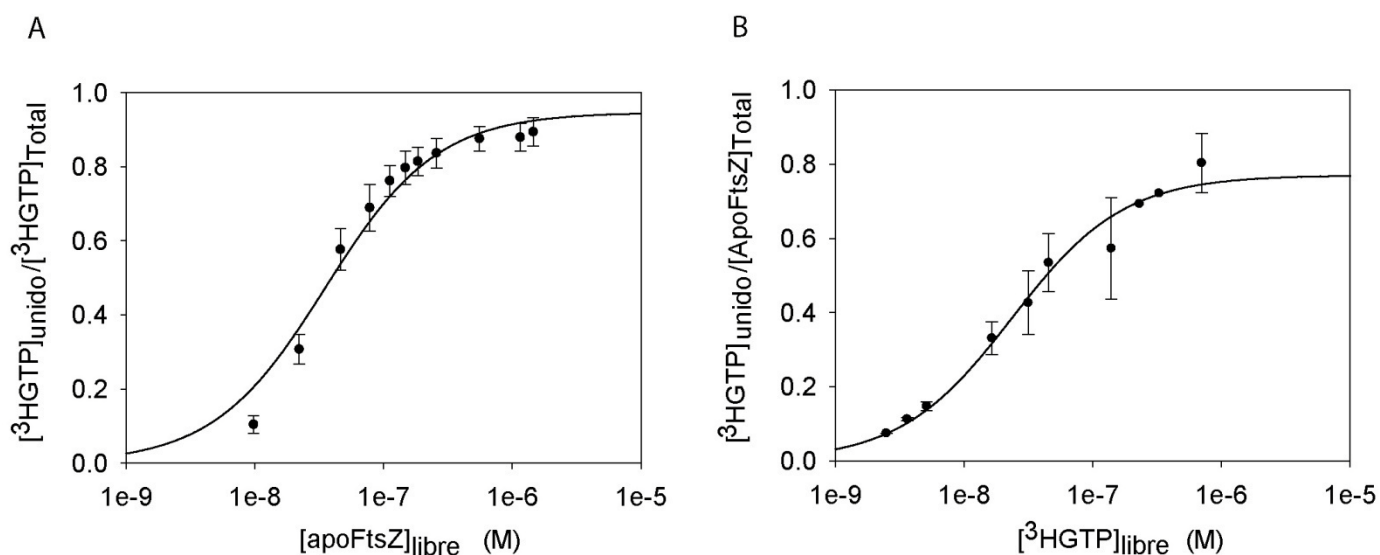 A
[³HGTP]unido/[³HGTP]Total
1.0
0.8
0.6
0.4
0.2
0.0
1e-9 1e-8 1e-7 1e-6 1e-5
[apoFtsZ]libre (M)
B
[³HGTP]unido/[ApoFtsZ]Total
1.0
0.8
0.6
0.4
0.2
0.0
1e-9 1e-8 1e-7 1e-6 1e-5
[³HGTP]libre (M)